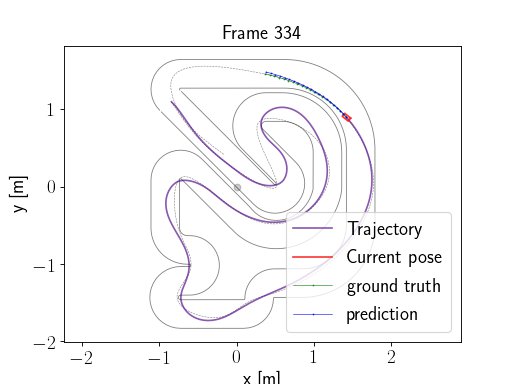 Frame 334
1
0
−1
−2
y [m]
Trajectory
Current pose
ground truth
prediction
−2 −1 0 1 2
x [m]